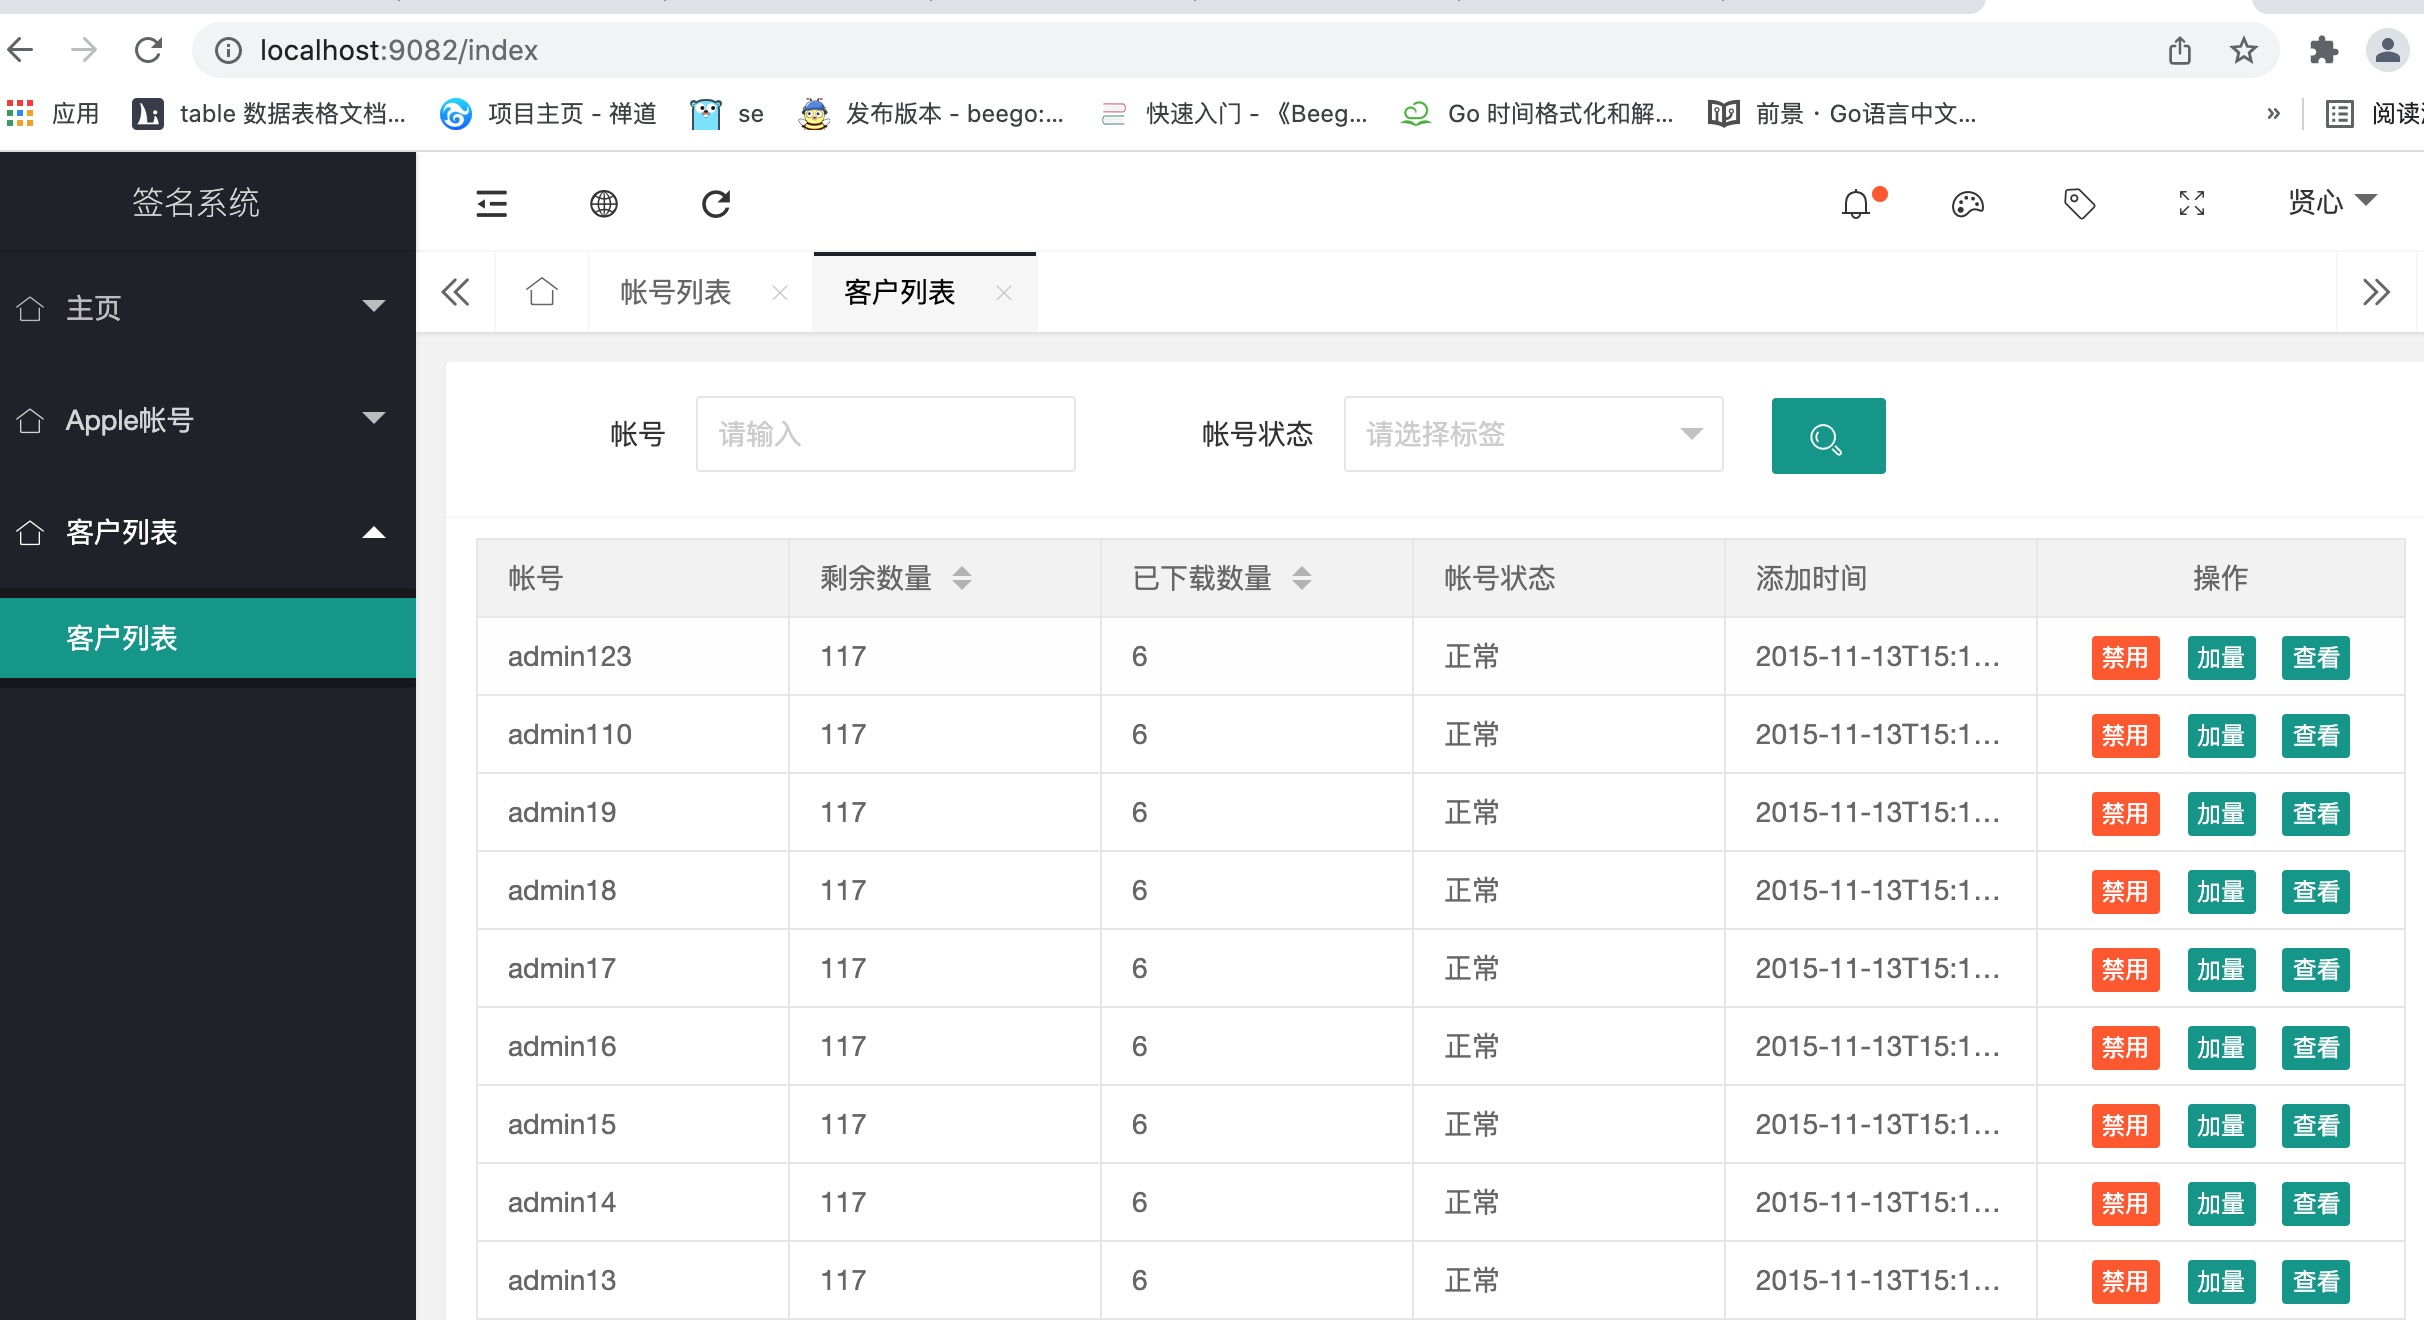 localhost:9082/index
应用 table 数据表格文档... 项目主页 - 禅道 se 发布版本 - beego:... 快速入门 - 《Beeg... Go 时间格式化和解... 前景 · Go语言中文... » 阅读
签名系统
贤心
主页
帐号列表
客户列表
Apple帐号
帐号 请输入 帐号状态 请选择标签
客户列表
客户列表
帐号 剩余数量 已下载数量 帐号状态 添加时间 操作
admin123 117 6 正常 2015-11-13T15:1... 禁用 加量 查看
admin110 117 6 正常 2015-11-13T15:1... 禁用 加量 查看
admin19 117 6 正常 2015-11-13T15:1... 禁用 加量 查看
admin18 117 6 正常 2015-11-13T15:1... 禁用 加量 查看
admin17 117 6 正常 2015-11-13T15:1... 禁用 加量 查看
admin16 117 6 正常 2015-11-13T15:1... 禁用 加量 查看
admin15 117 6 正常 2015-11-13T15:1... 禁用 加量 查看
admin14 117 6 正常 2015-11-13T15:1... 禁用 加量 查看
admin13 117 6 正常 2015-11-13T15:1... 禁用 加量 查看